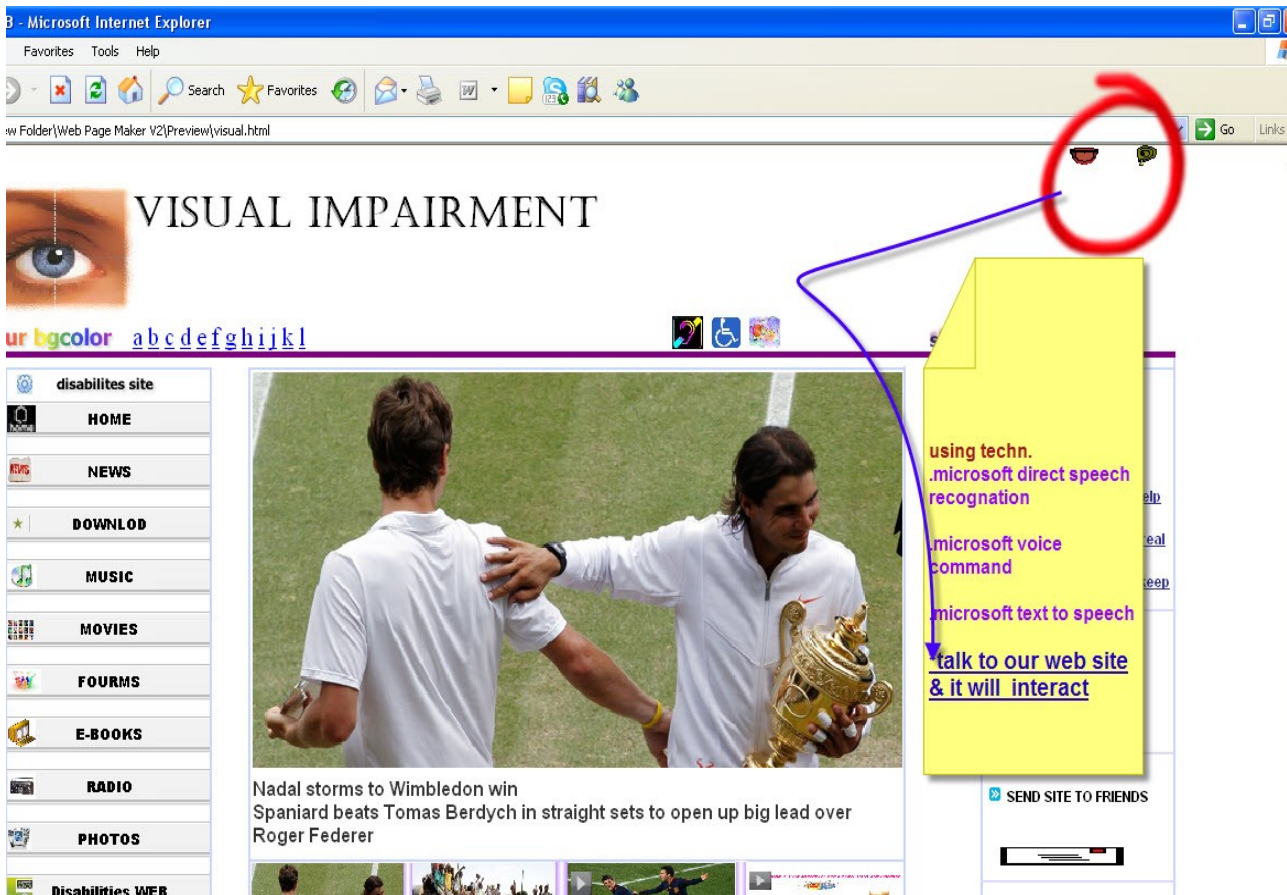 B - Microsoft Internet Explorer
Favorites Tools Help
Search Favorites
ew Folder\Web Page Maker V2\Preview\visual.html
Go Links
VISUAL IMPAIRMENT
ur bgcolor a b c d e f g h i j k l
disabilites site
HOME
NEWS
DOWNLOD
MUSIC
MOVIES
FOURMS
E-BOOKS
RADIO
PHOTOS
Disabilities WEB
Nadal storms to Wimbledon win
Spaniard beats Tomas Berdych in straight sets to open up big lead over
Roger Federer
using techn.
.microsoft direct speech
recognation
.microsoft voice
command
.microsoft text to speech
talk to our web site
& it will interact
elp
eal
keep
SEND SITE TO FRIENDS